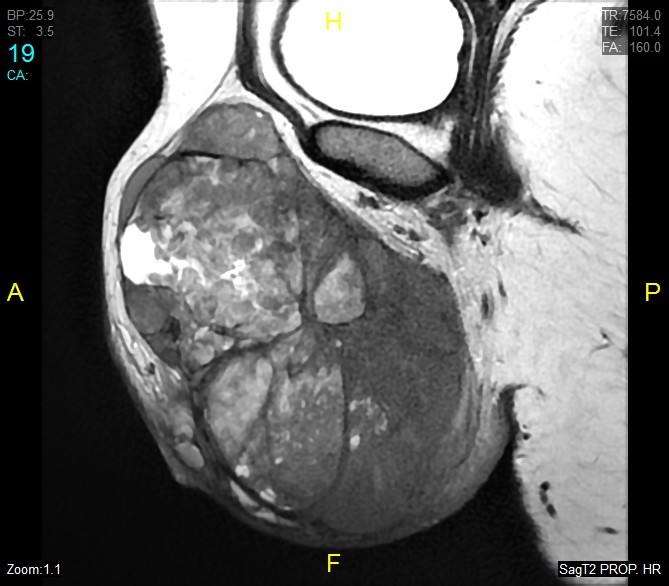 BP:25.9
ST: 3.5
19
CA:
H
TR:7584.0
TE: 101.4
FA: 160.0
A
P
Zoom:1.1
F
SagT2 PROP. HR